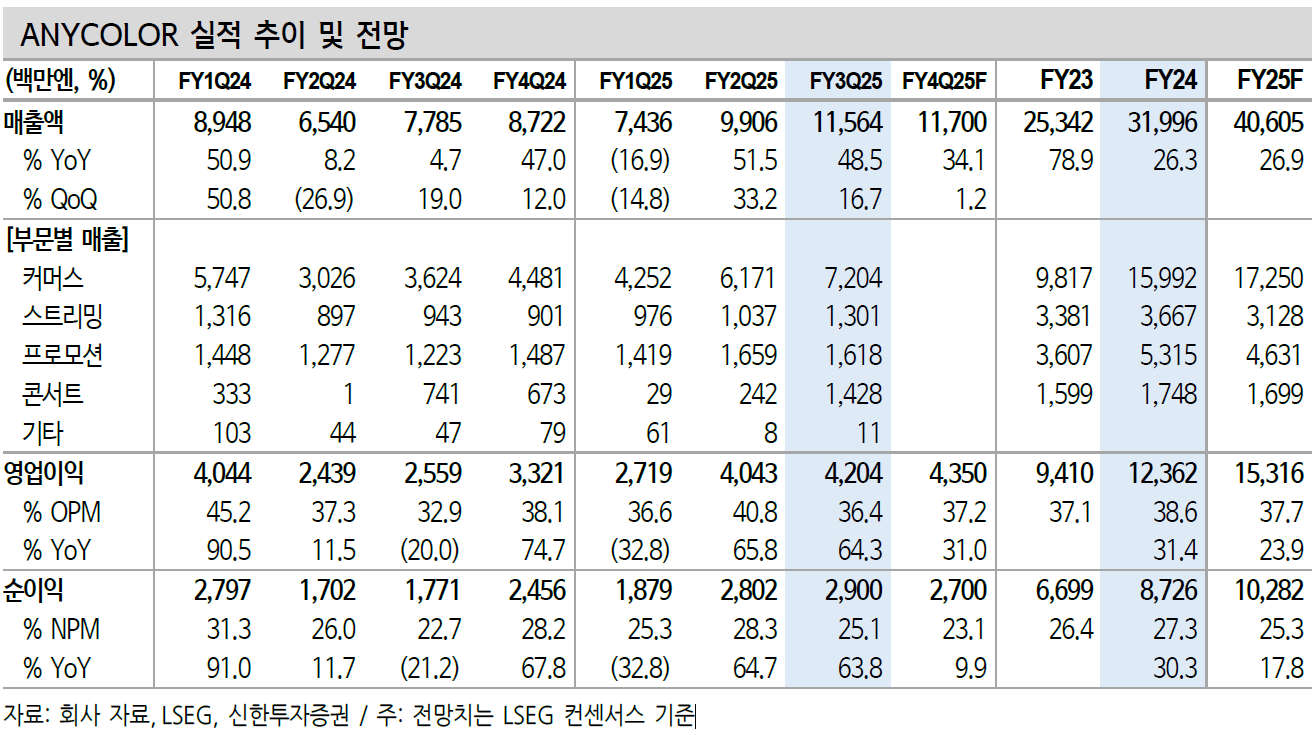 ANYCOLOR 실적 추이 및 전망
(백만엔, %) FY1Q24 FY2Q24 FY3Q24 FY4Q24 FY1Q25 FY2Q25 FY3Q25 FY4Q25F FY23 FY24 FY25F
매출액 8,948 6,540 7,785 8,722 7,436 9,906 11,564 11,700 25,342 31,996 40,605
% YoY 50.9 8.2 4.7 47.0 (16.9) 51.5 48.5 34.1 78.9 26.3 26.9
% QoQ 50.8 (26.9) 19.0 12.0 (14.8) 33.2 16.7 1.2
[부문별 매출]
커머스 5,747 3,026 3,624 4,481 4,252 6,171 7,204 9,817 15,992 17,250
스트리밍 1,316 897 943 901 976 1,037 1,301 3,381 3,667 3,128
프로모션 1,448 1,277 1,223 1,487 1,419 1,659 1,618 3,607 5,315 4,631
콘서트 333 1 741 673 29 242 1,428 1,599 1,748 1,699
기타 103 44 47 79 61 8 11
영업이익 4,044 2,439 2,559 3,321 2,719 4,043 4,204 4,350 9,410 12,362 15,316
% OPM 45.2 37.3 32.9 38.1 36.6 40.8 36.4 37.2 37.1 38.6 37.7
% YoY 90.5 11.5 (20.0) 74.7 (32.8) 65.8 64.3 31.0 31.4 23.9
순이익 2,797 1,702 1,771 2,456 1,879 2,802 2,900 2,700 6,699 8,726 10,282
% NPM 31.3 26.0 22.7 28.2 25.3 28.3 25.1 23.1 26.4 27.3 25.3
% YoY 91.0 11.7 (21.2) 67.8 (32.8) 64.7 63.8 9.9 30.3 17.8
자료: 회사 자료, LSEG, 신한투자증권 / 주: 전망치는 LSEG 컨센서스 기준